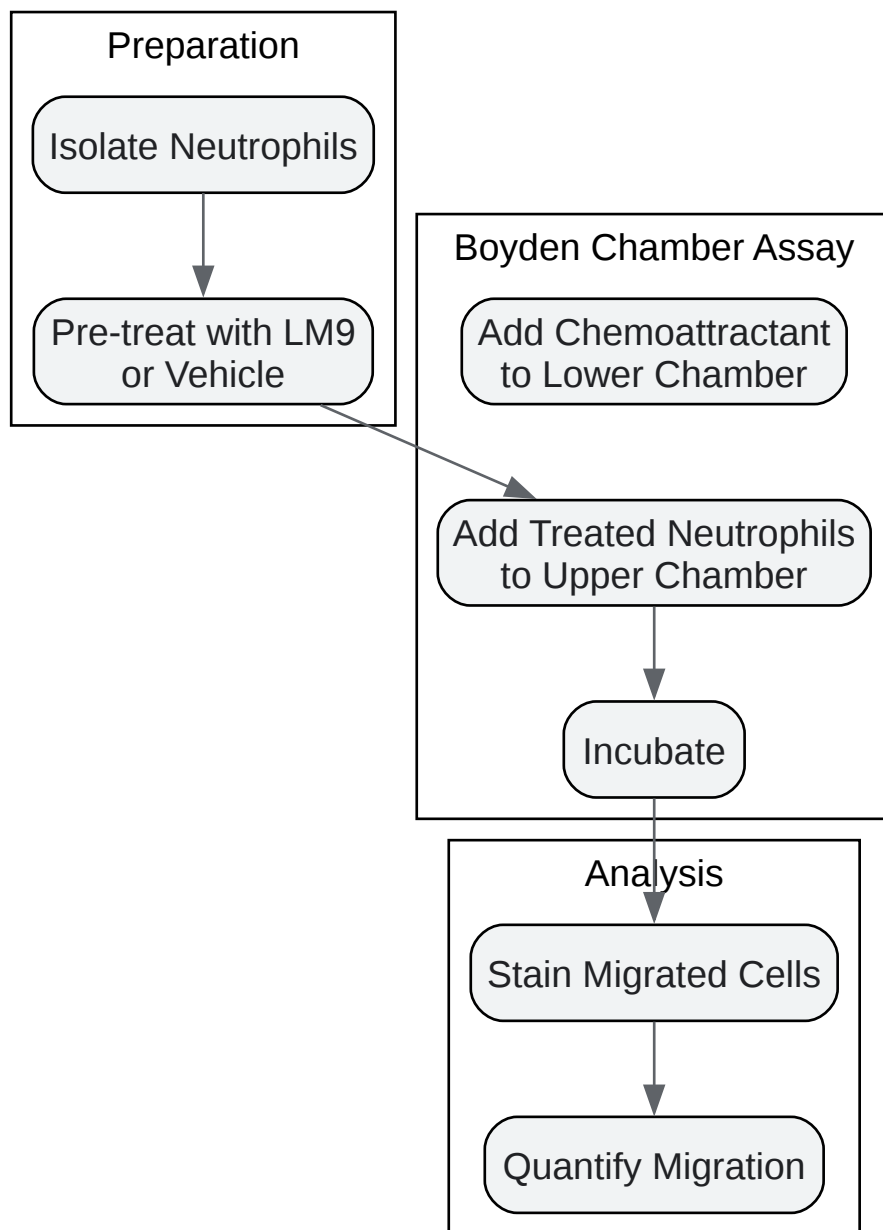 Preparation
Isolate Neutrophils
Pre-treat with LM9
or Vehicle
Boyden Chamber Assay
Add Chemoattractant
to Lower Chamber
Add Treated Neutrophils
to Upper Chamber
Incubate
Analysis
Stain Migrated Cells
Quantify Migration